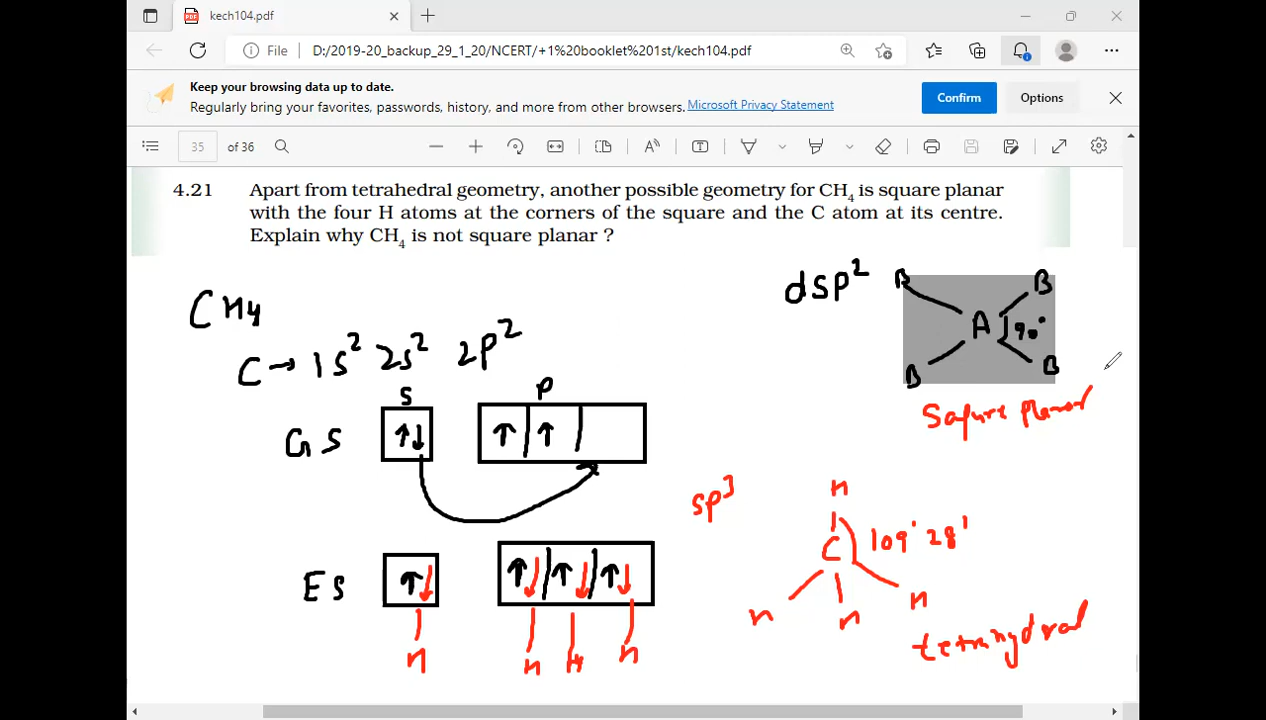 kech104.pdf
File D:/2019-20_backup_29_1_20/NCERT/+1%20booklet%201st/kech104.pdf
Keep your browsing data up to date.
Regularly bring your favorites, passwords, history, and more from other browsers. Microsoft Privacy Statement
Confirm
Options
35 of 36
4.21 Apart from tetrahedral geometry, another possible geometry for CH4 is square planar
with the four H atoms at the corners of the square and the C atom at its centre.
Explain why CH4 is not square planar ?
CH4
C → 1s² 2s² 2p²
s p
GS ↑↓ ↑ ↑
ES ↑↓ ↑↓ ↑↓ ↑↓
H H H H
dsp²
B B
A 90°
B B
Safure planar
sp³
H
C 109° 28'
H H H
tetrahydral